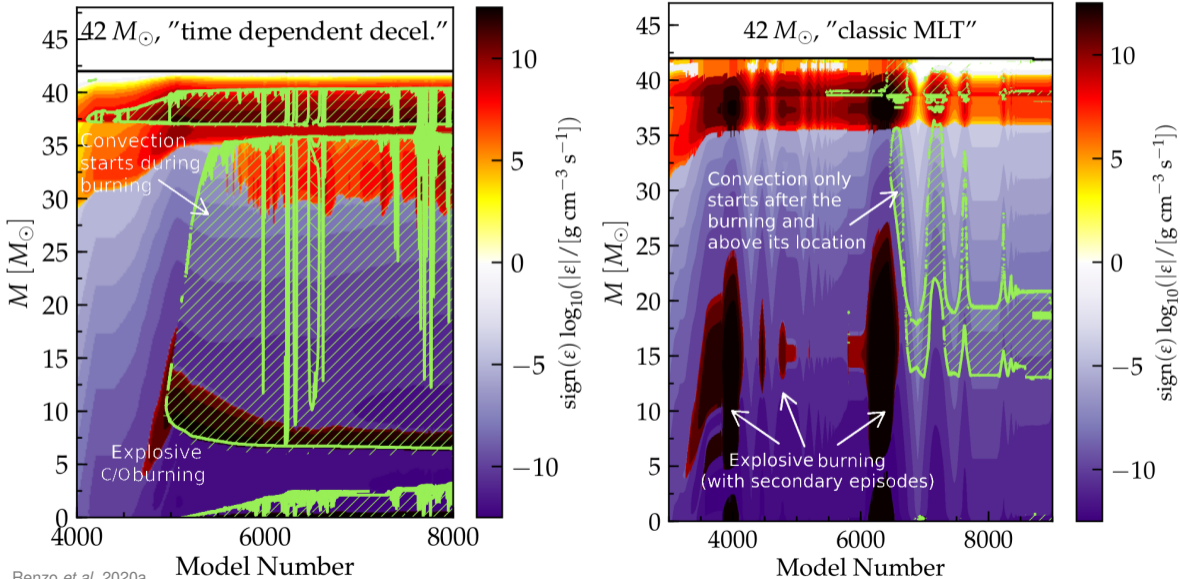 42 M☉, "time dependent decel."
45
40
35
30
25
20
15
10
5
0
M [M☉]
4000
6000
8000
Model Number
Convection
starts during
burning
Explosive
C/Oburning
10
5
0
−5
−10
sign(ε) log10(|ε|/[g cm−3 s−1])
Renzo et al. 2020a
42 M☉, "classic MLT"
45
40
35
30
25
20
15
10
5
0
M [M☉]
4000
6000
8000
Model Number
Convection only
starts after the
burning and
above its location
Explosive burning
(with secondary episodes)
10
5
0
−5
−10
sign(ε) log10(|ε|/[g cm−3 s−1])